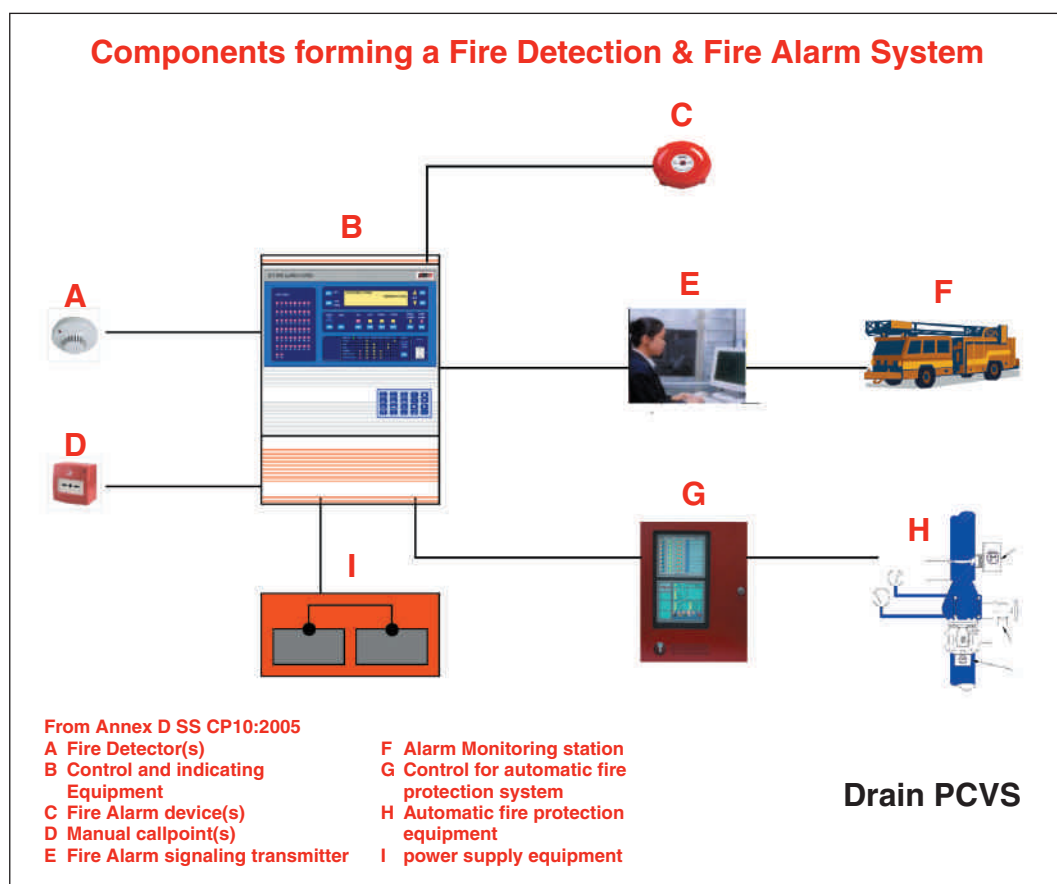 Components forming a Fire Detection & Fire Alarm System
C
B
A
E
F
D
G
H
I
From Annex D SS CP10:2005
A Fire Detector(s)
B Control and indicating
Equipment
C Fire Alarm device(s)
D Manual callpoint(s)
E Fire Alarm signaling transmitter
F Alarm Monitoring station
G Control for automatic fire
protection system
H Automatic fire protection
equipment
I power supply equipment
Drain PCVS